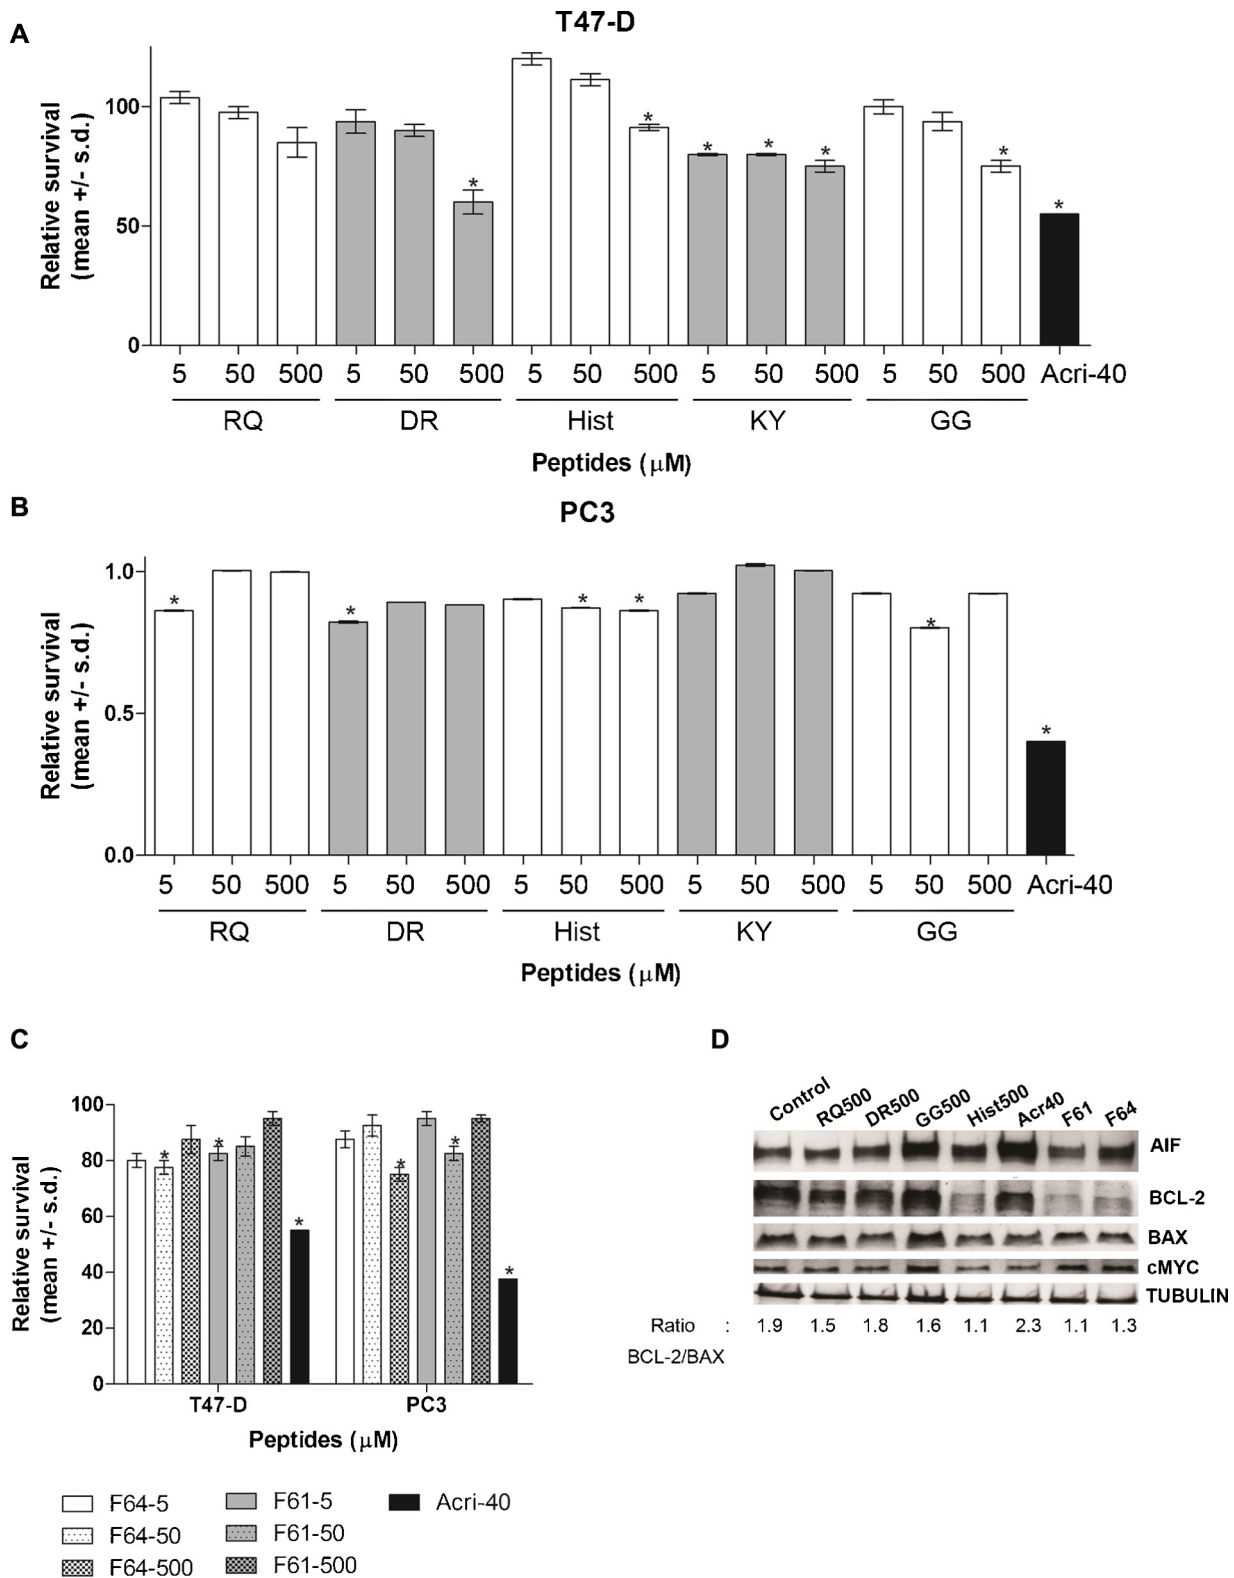 A
T47-D
Relative survival
(mean +/- s.d.)
100
50
0
* * * * * * *
5 50 500 5 50 500 5 50 500 5 50 500 5 50 500 Acri-40
RQ DR Hist KY GG
Peptides (μM)
B
PC3
Relative survival
(mean +/- s.d.)
1.0
0.5
0.0
* * * * * *
5 50 500 5 50 500 5 50 500 5 50 500 5 50 500 Acri-40
RQ DR Hist KY GG
Peptides (μM)
C
Relative survival
(mean +/- s.d.)
100
80
60
40
20
0
* * * * * *
T47-D PC3
Peptides (μM)
F64-5 F61-5 Acri-40
F64-50 F61-50
F64-500 F61-500
D
Control RQ500 DR500 GG500 Hist500 Acr40 F61 F64
AIF
BCL-2
BAX
cMYC
TUBULIN
Ratio : 1.9 1.5 1.8 1.6 1.1 2.3 1.1 1.3
BCL-2/BAX